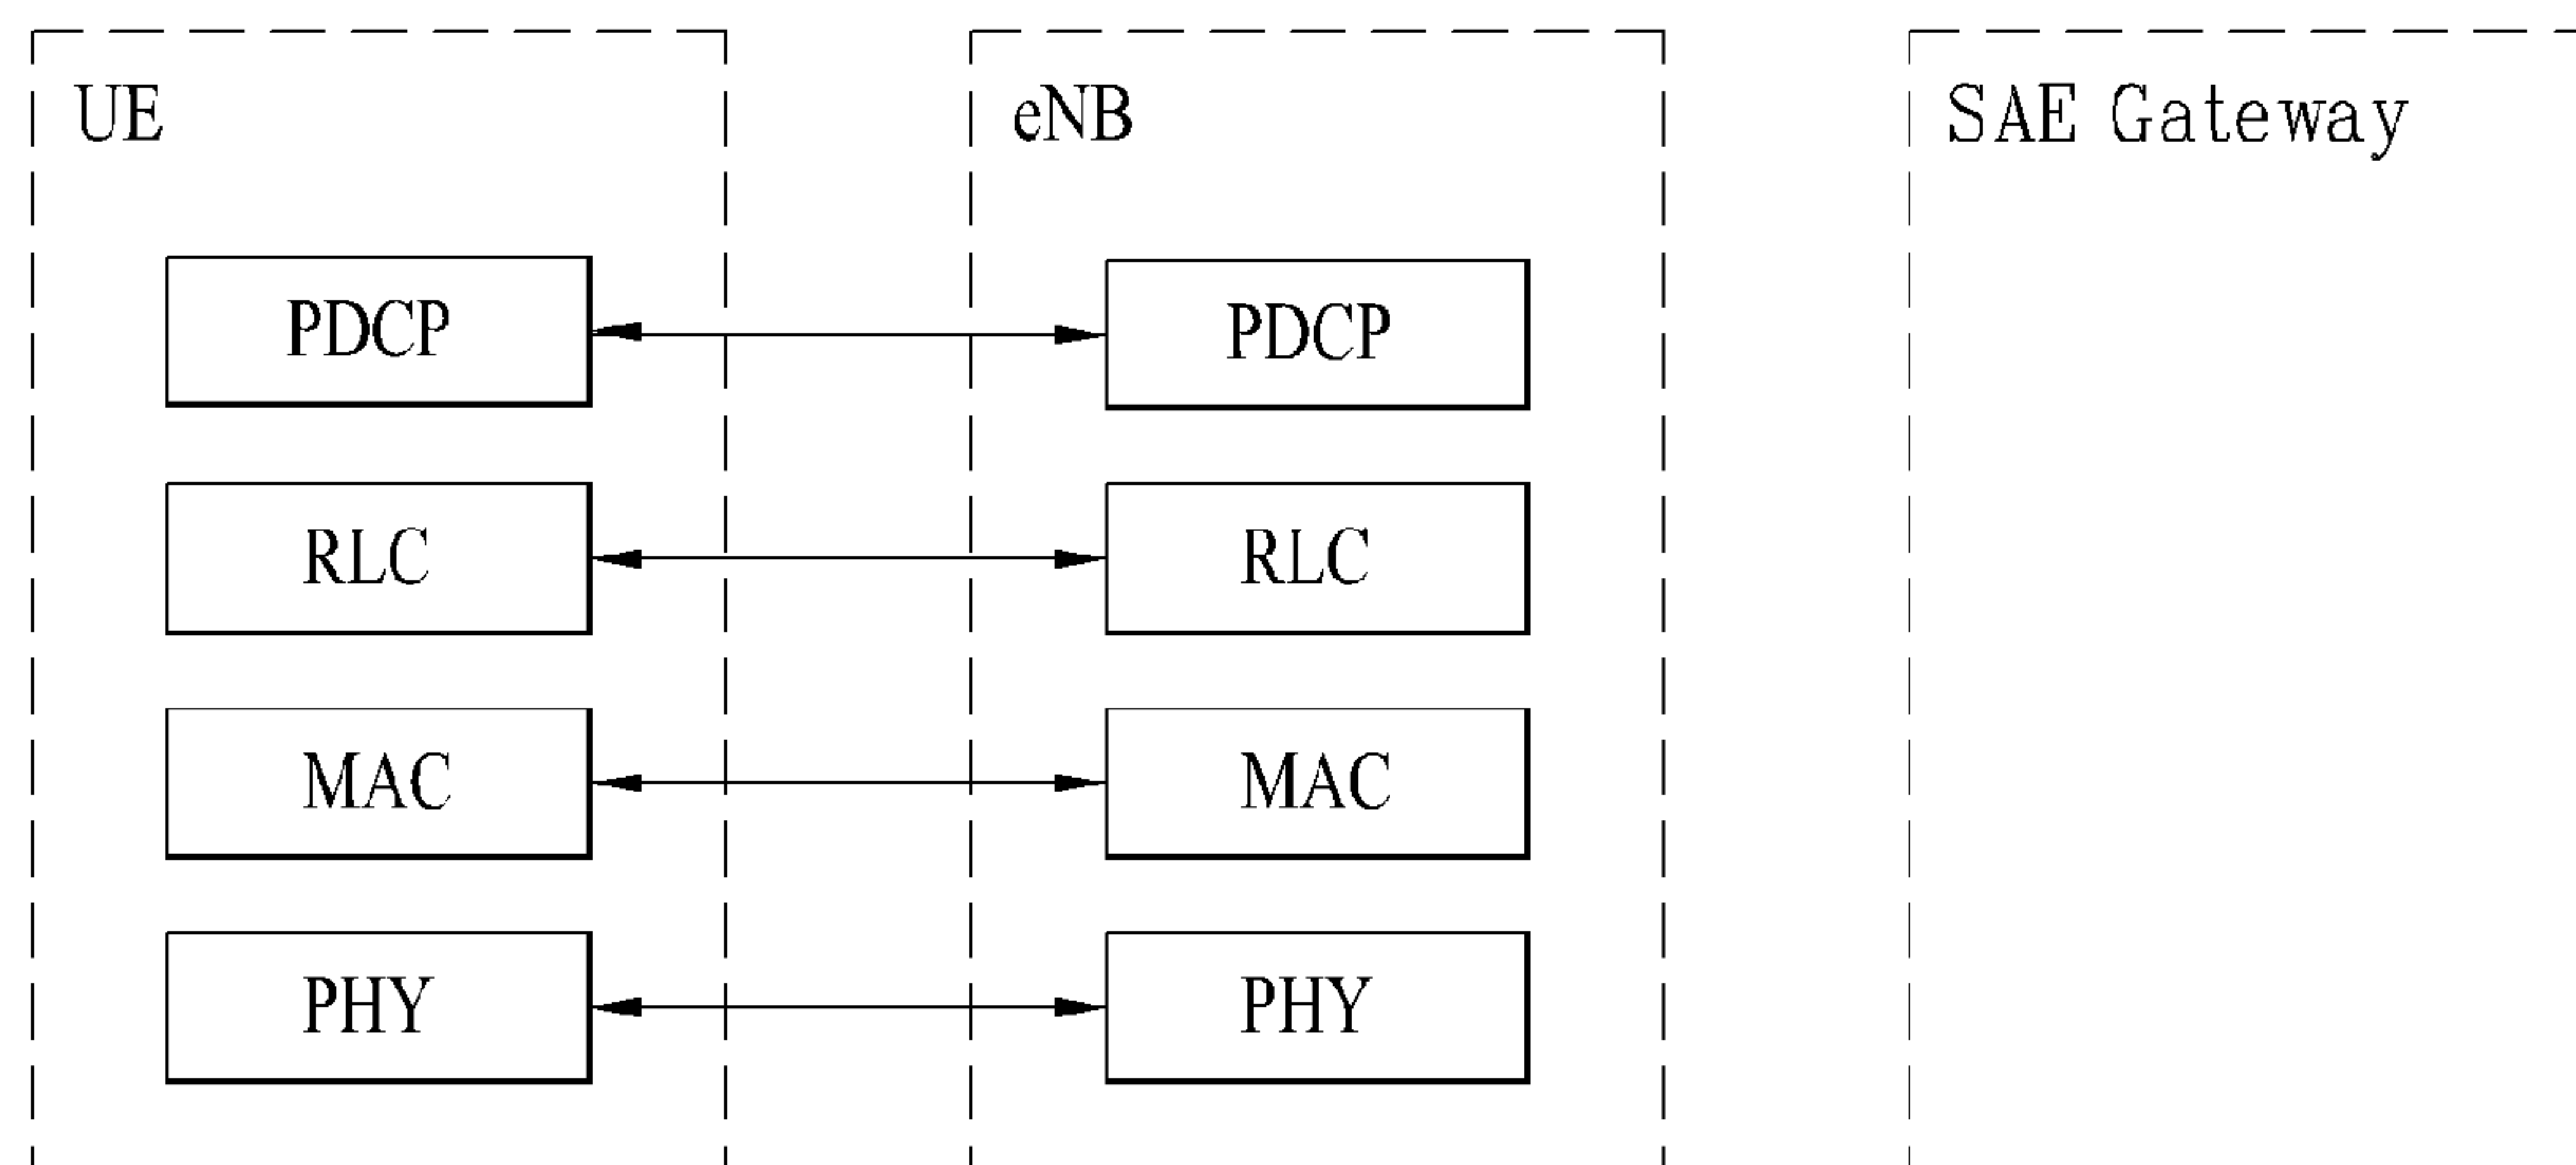 UE
eNB
SAE Gateway
PDCP
PDCP
RLC
RLC
MAC
MAC
PHY
PHY